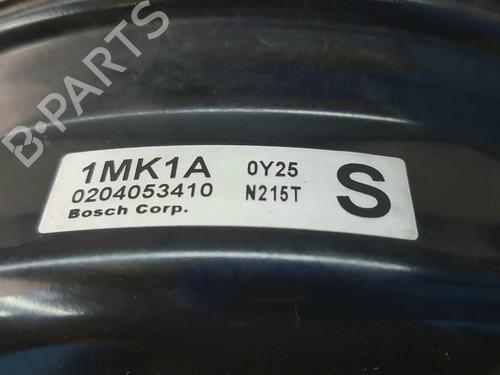 B-PARTS
1MK1A 0Y25 S
0204053410 N215T
Bosch Corp.